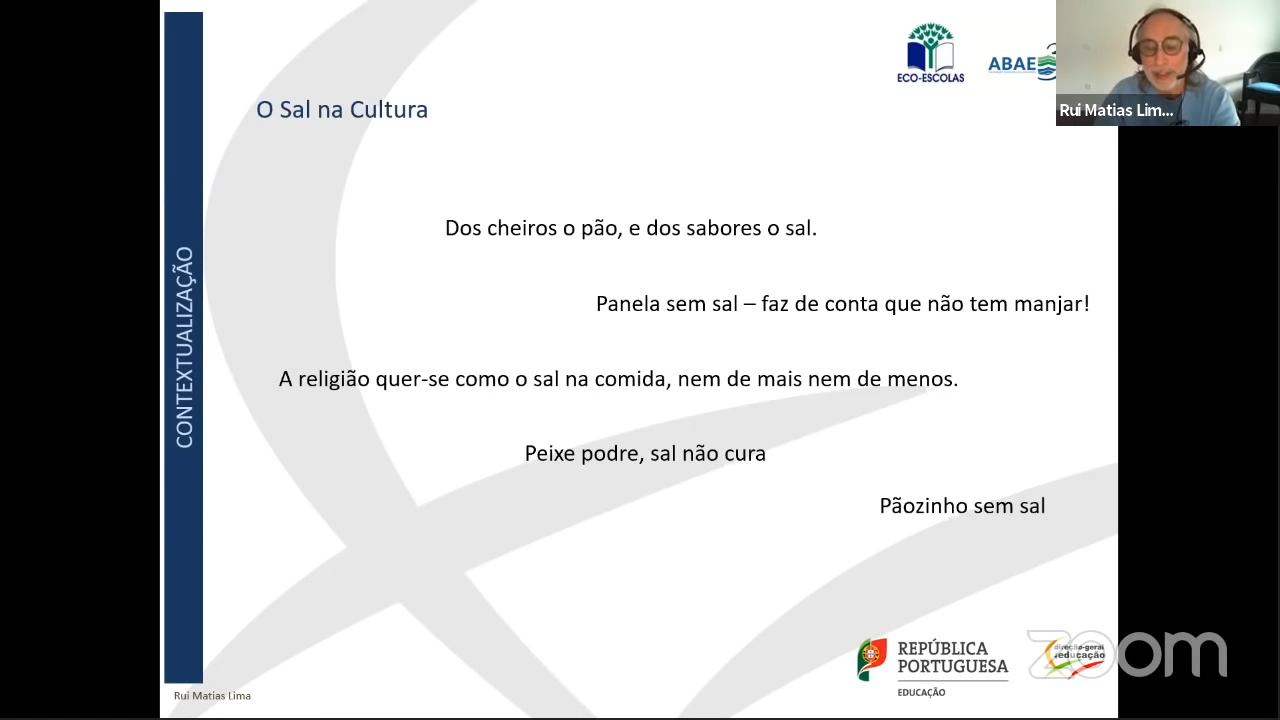 ECO-ESCOLAS
ABAE
Rui Matias Lim...
O Sal na Cultura
CONTEXTUALIZAÇÃO
Dos cheiros o pão, e dos sabores o sal.
Panela sem sal – faz de conta que não tem manjar!
A religião quer-se como o sal na comida, nem de mais nem de menos.
Peixe podre, sal não cura
Pãozinho sem sal
REPÚBLICA
PORTUGUESA
EDUCAÇÃO
direção-geral
educação
zoom
Rui Matias Lima